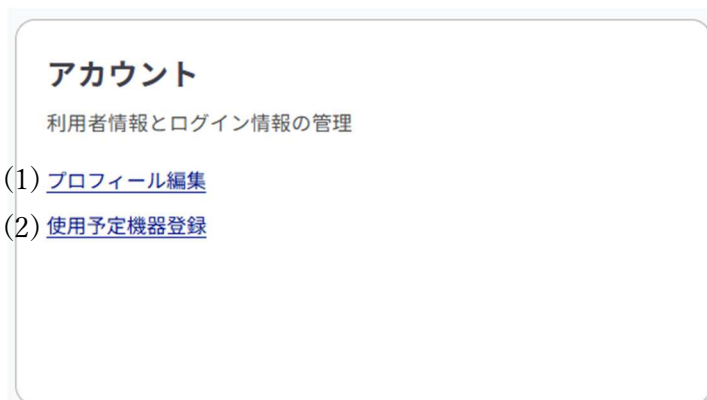 アカウント
利用者情報とログイン情報の管理
(1) プロフィール編集
(2) 使用予定機器登録